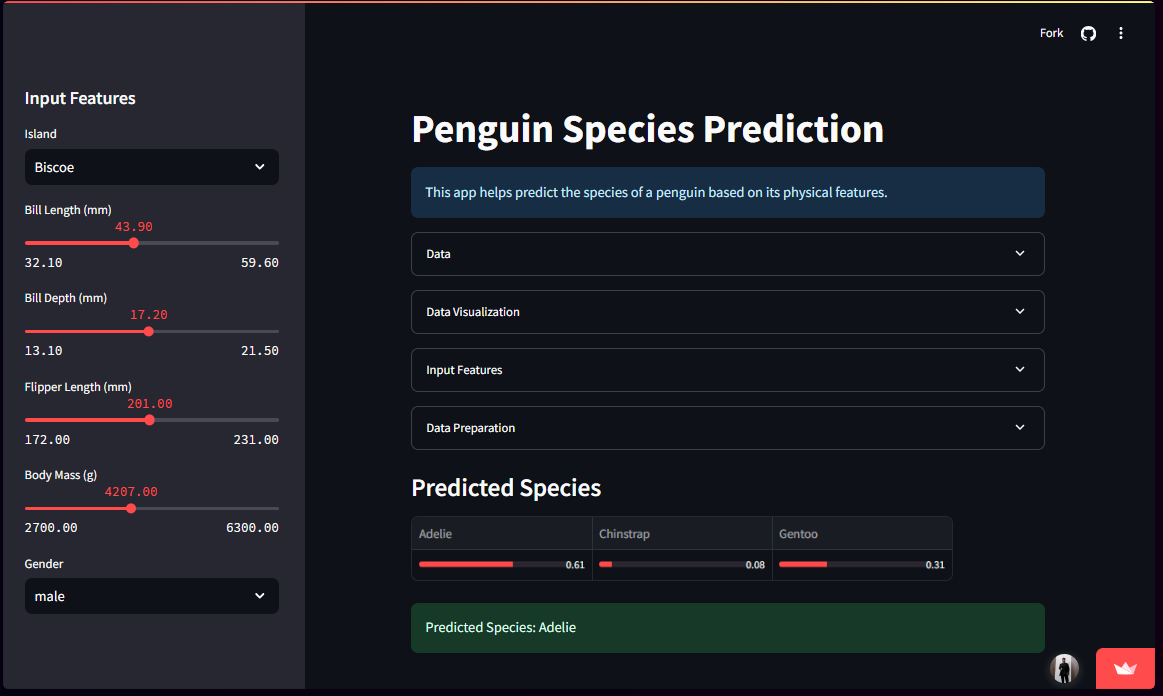 Fork
Input Features
Island
Biscoe
Bill Length (mm)
43.90
32.10 59.60
Bill Depth (mm)
17.20
13.10 21.50
Flipper Length (mm)
201.00
172.00 231.00
Body Mass (g)
4207.00
2700.00 6300.00
Gender
male
Penguin Species Prediction
This app helps predict the species of a penguin based on its physical features.
Data
Data Visualization
Input Features
Data Preparation
Predicted Species
Adelie Chinstrap Gentoo
0.61 0.08 0.31
Predicted Species: Adelie